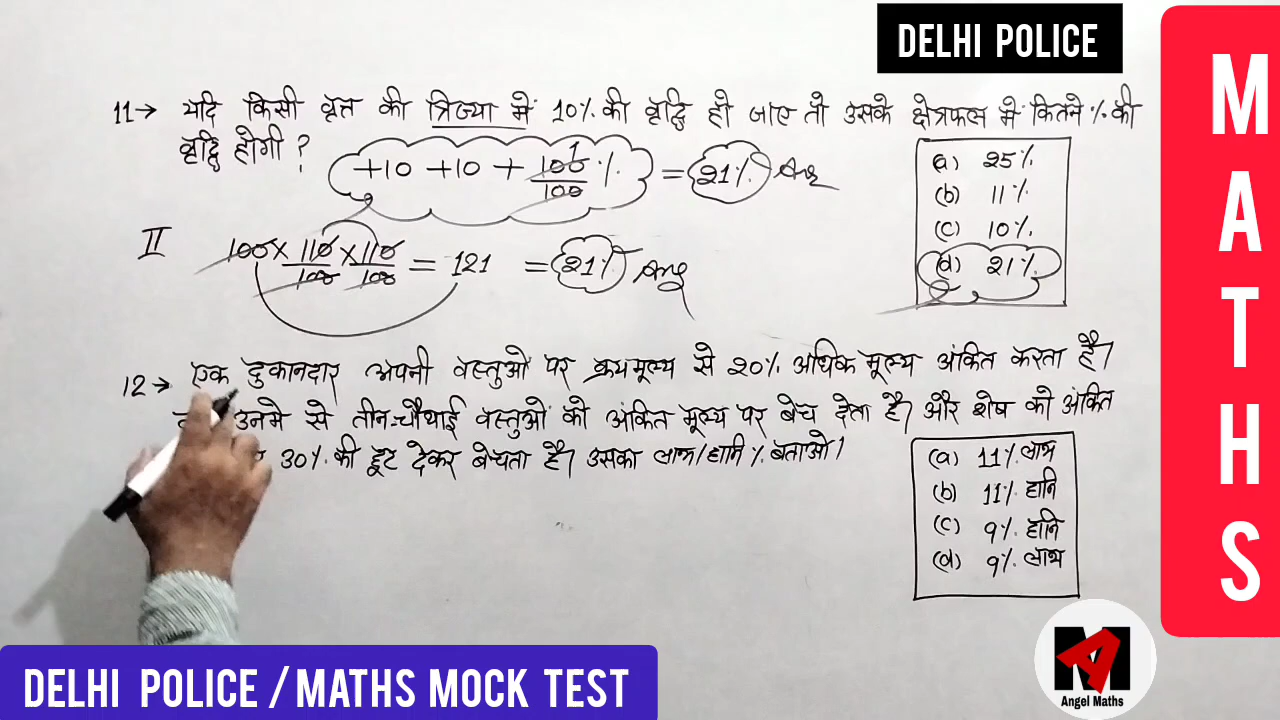 DELHI POLICE
11→ यदि किसी वृत्त की त्रिज्या में 10% की वृद्धि हो जाए तो उसके क्षेत्रफल में कितने % की
वृद्धि होगी ?
+10 +10 + 100/100 % = 21% Ans
1
(a) 25%
(b) 11%
(c) 10%
(d) 21%
II 100 × 110/100 × 110/100 = 121 = 21% Ans
12→ एक दुकानदार अपनी वस्तुओं पर क्रयमूल्य से 20% अधिक मूल्य अंकित करता है।
उनमे से तीन-चौथाई वस्तुओं को अंकित मूल्य पर बेच देता है। और शेष को अंकित
30% की छूट देकर बेचता है। उसका लाभ/हानि % बताओ।
(a) 11% लाभ
(b) 11% हानि
(c) 9% हानि
(d) 9% लाभ
MATHS
DELHI POLICE / MATHS MOCK TEST
MA
Angel Maths